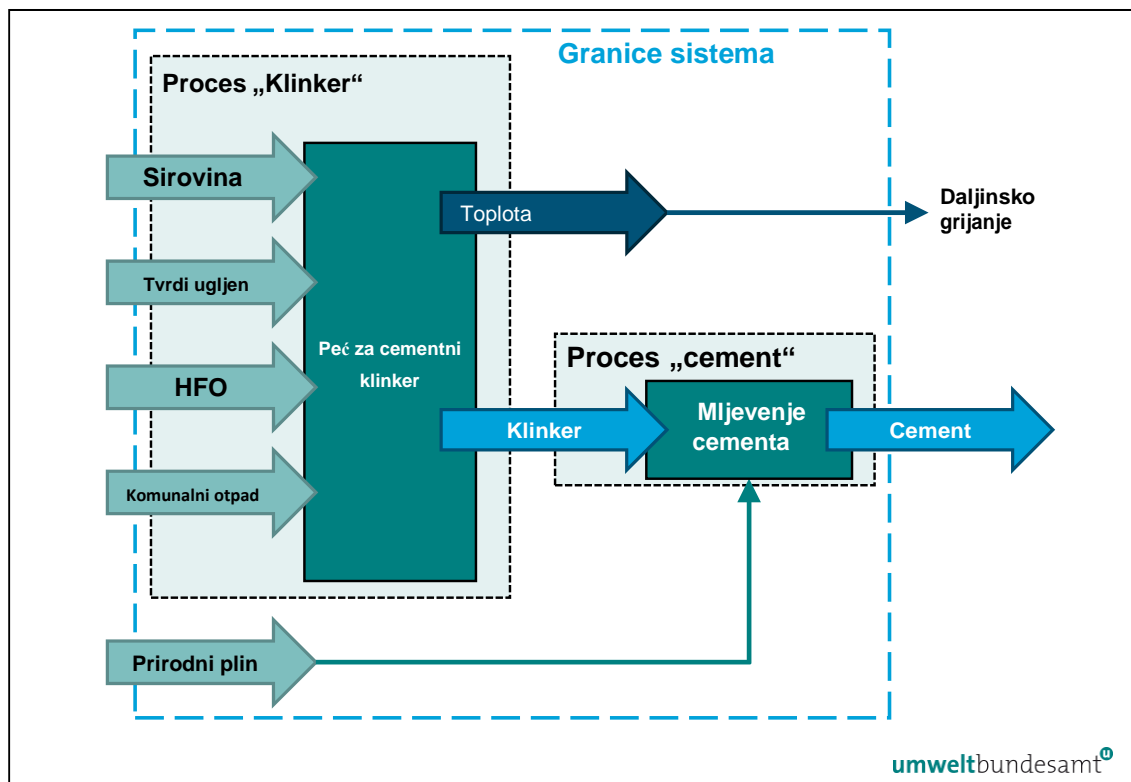 Granice sistema
Proces „Klinker“
Sirovina
Tvrdi ugljen
HFO
Komunalni otpad
Peć za cementni
klinker
Toplota
Daljinsko
grijanje
Klinker
Proces „cement“
Mljevenje
cementa
Cement
Prirodni plin
umweltbundesamt u